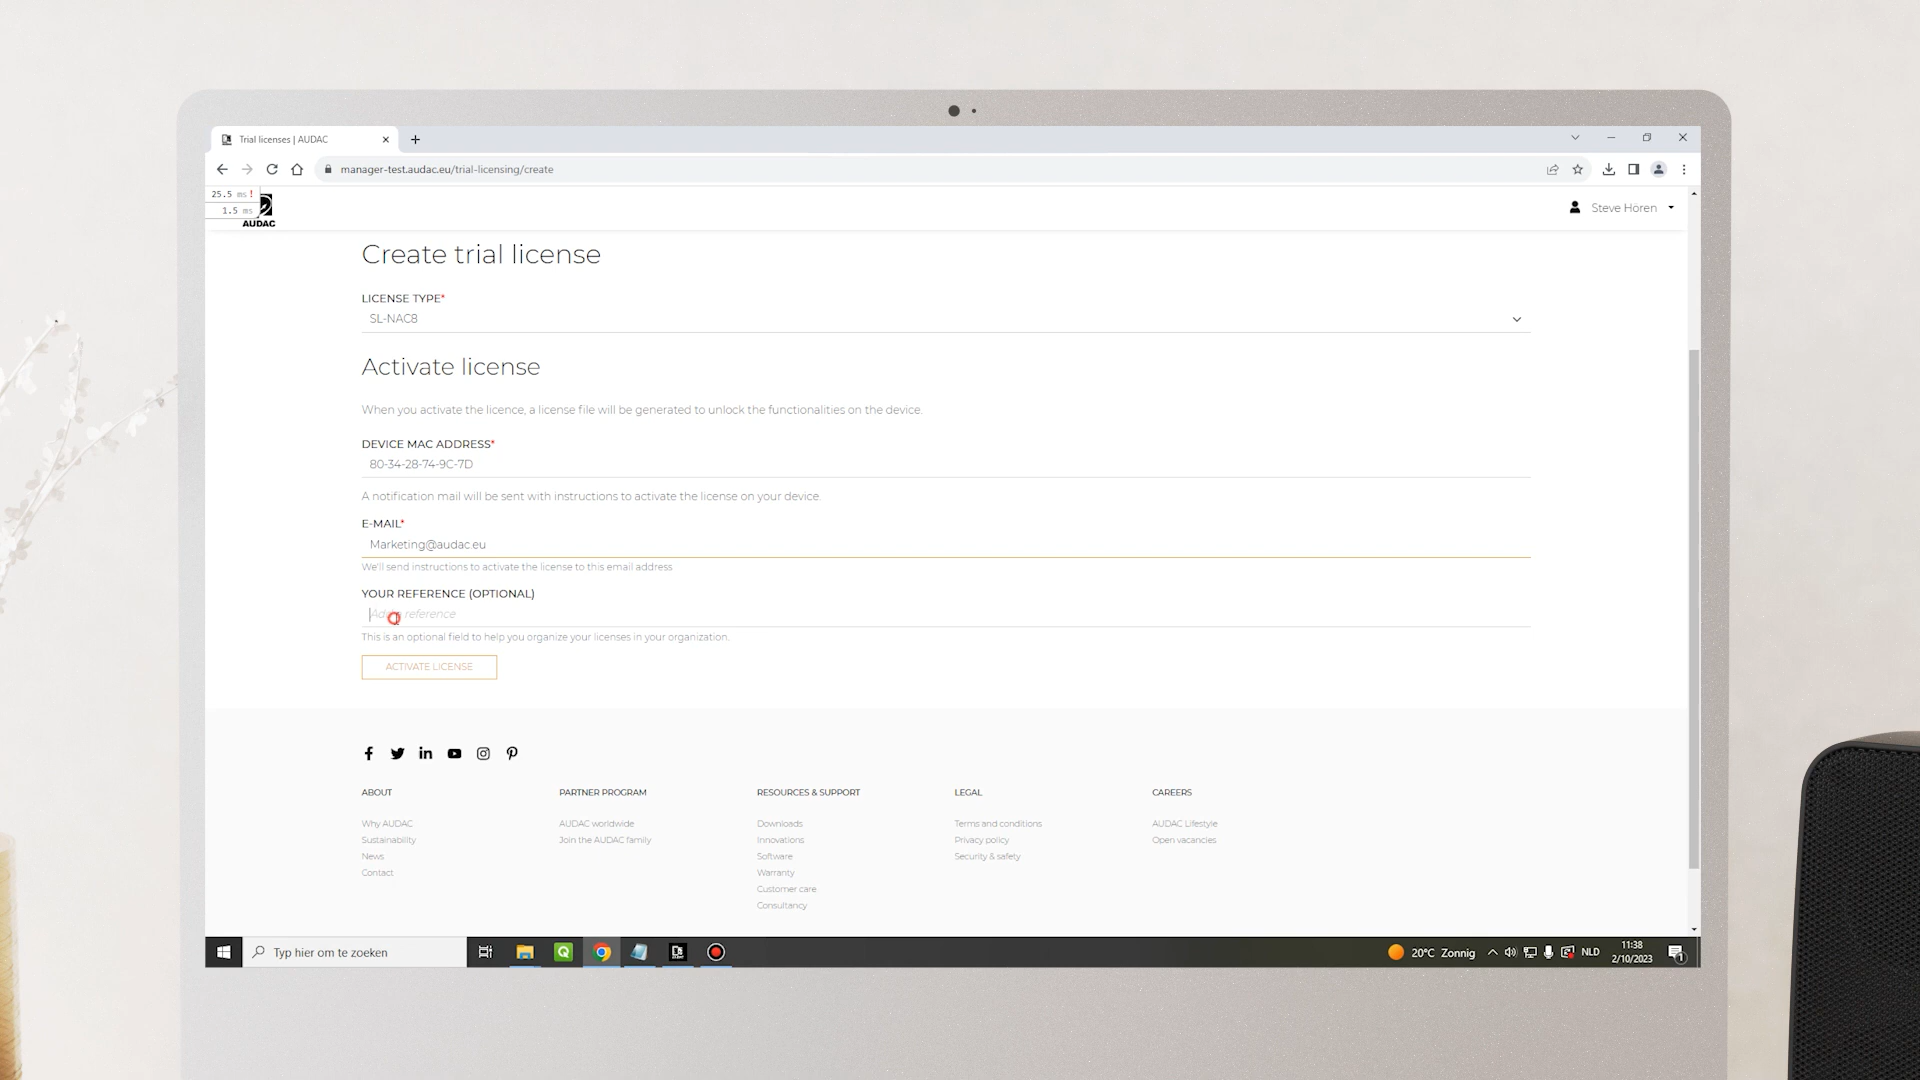 Trial licenses | AUDAC
manager-test.audac.eu/trial-licensing/create
25.5 ms!
1.5 ms
AUDAC
Steve Hören
Create trial license
LICENSE TYPE*
SL-NAC8
Activate license
When you activate the licence, a license file will be generated to unlock the functionalities on the device.
DEVICE MAC ADDRESS*
80-34-28-74-9C-7D
A notification mail will be sent with instructions to activate the license on your device.
E-MAIL*
Marketing@audac.eu
We'll send instructions to activate the license to this email address
YOUR REFERENCE (OPTIONAL)
reference
This is an optional field to help you organize your licenses in your organization.
ACTIVATE LICENSE
ABOUT
Why AUDAC
Sustainability
News
Contact
PARTNER PROGRAM
AUDAC worldwide
Join the AUDAC family
RESOURCES & SUPPORT
Downloads
Innovations
Software
Warranty
Customer care
Consultancy
LEGAL
Terms and conditions
Privacy policy
Security & safety
CAREERS
AUDAC Lifestyle
Open vacancies
Typ hier om te zoeken
20°C Zonnig
NLD
11:38
2/10/2023
1